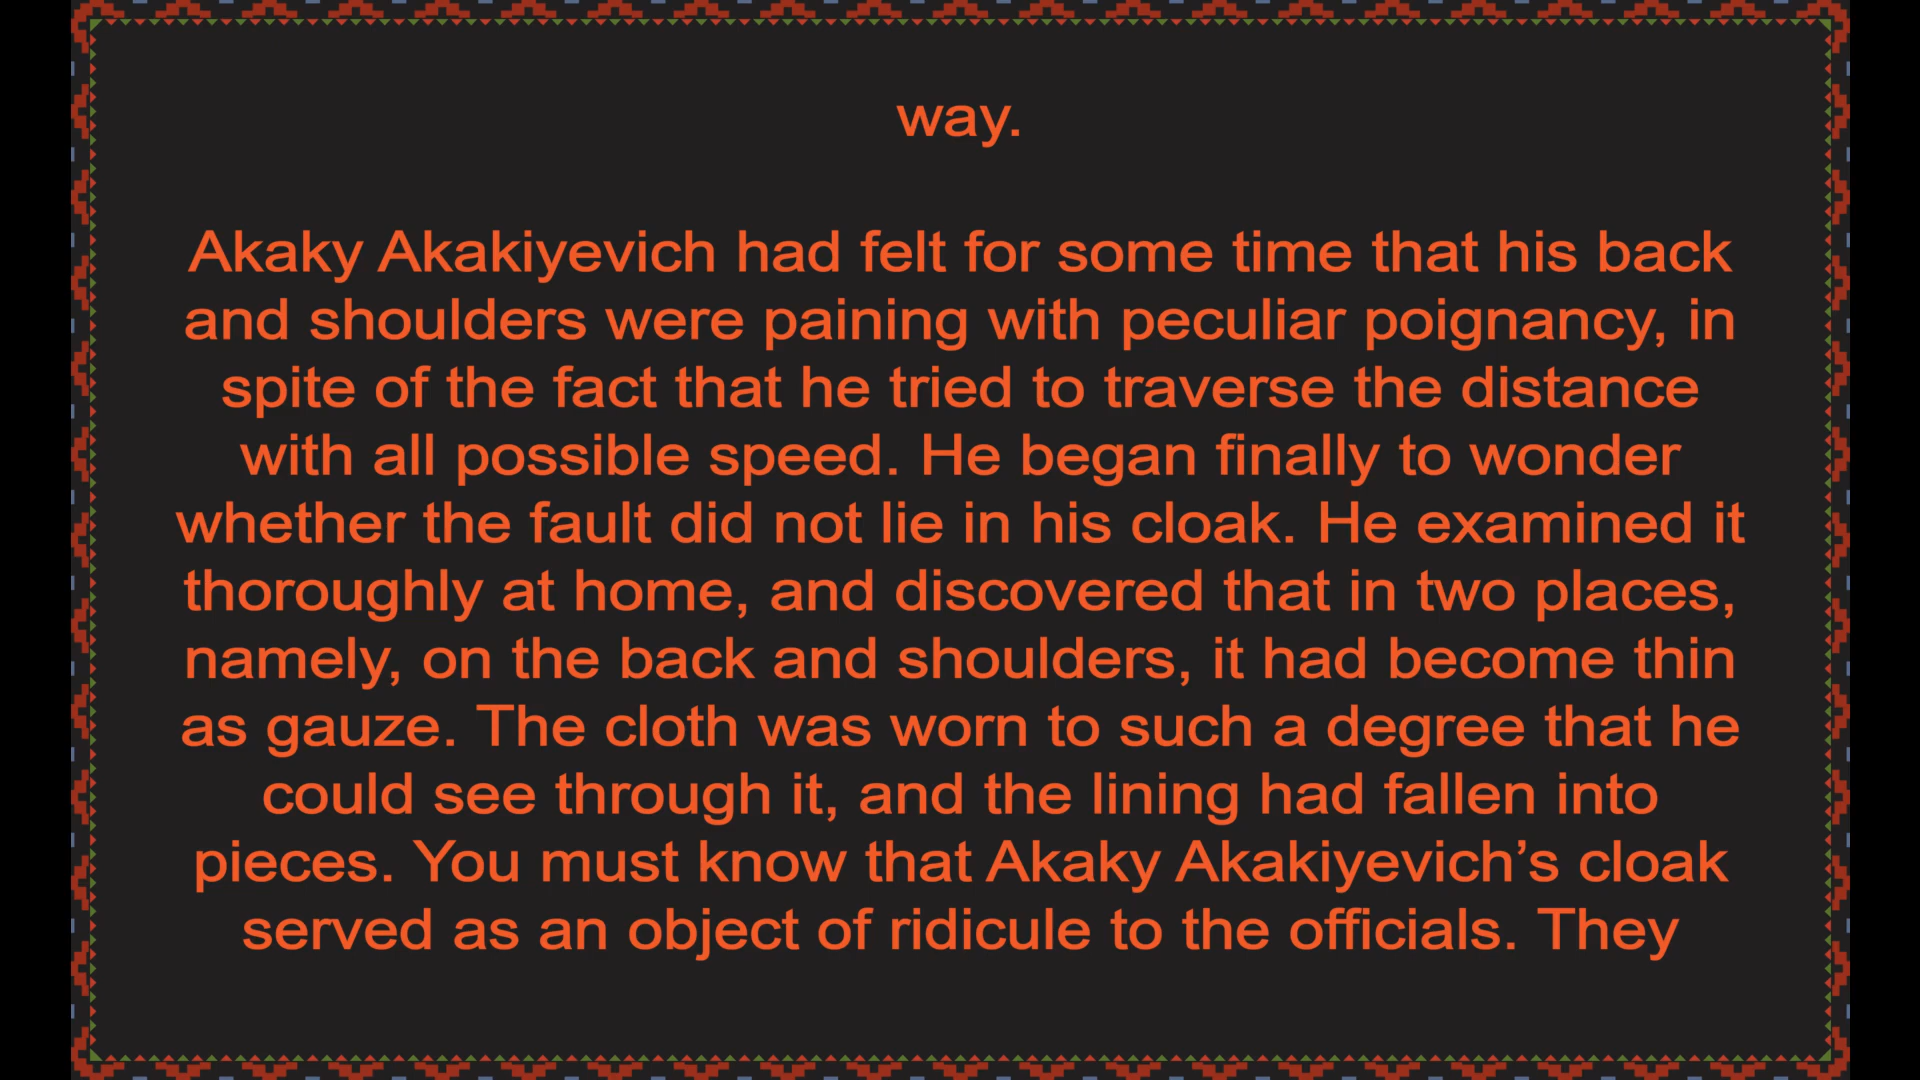 way.
Akaky Akakiyevich had felt for some time that his back
and shoulders were paining with peculiar poignancy, in
spite of the fact that he tried to traverse the distance
with all possible speed. He began finally to wonder
whether the fault did not lie in his cloak. He examined it
thoroughly at home, and discovered that in two places,
namely, on the back and shoulders, it had become thin
as gauze. The cloth was worn to such a degree that he
could see through it, and the lining had fallen into
pieces. You must know that Akaky Akakiyevich’s cloak
served as an object of ridicule to the officials. They